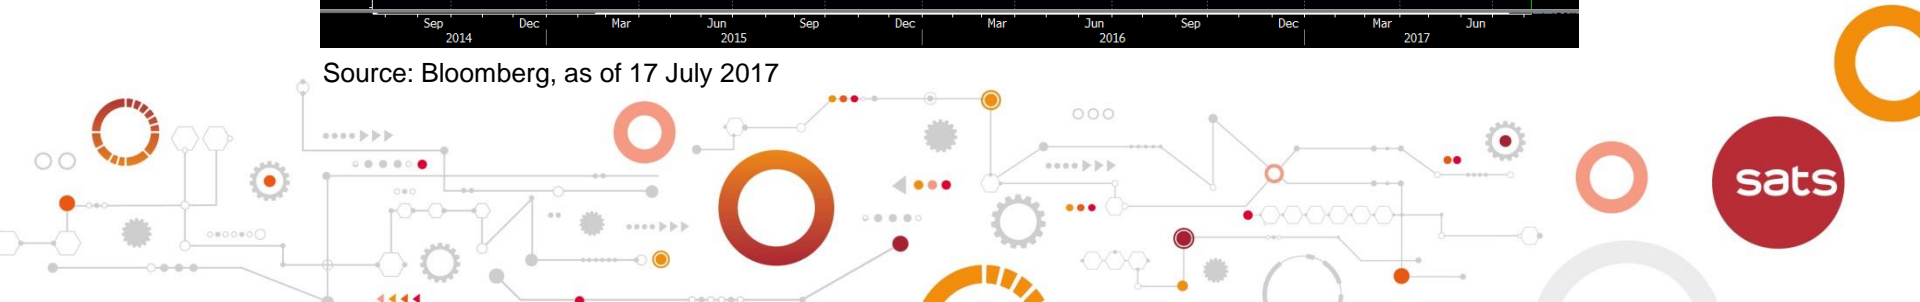 Sep Dec Mar Jun Sep Dec Mar Jun Sep Dec Mar Jun
2014 2015 2016 2017
Source: Bloomberg, as of 17 July 2017
sats